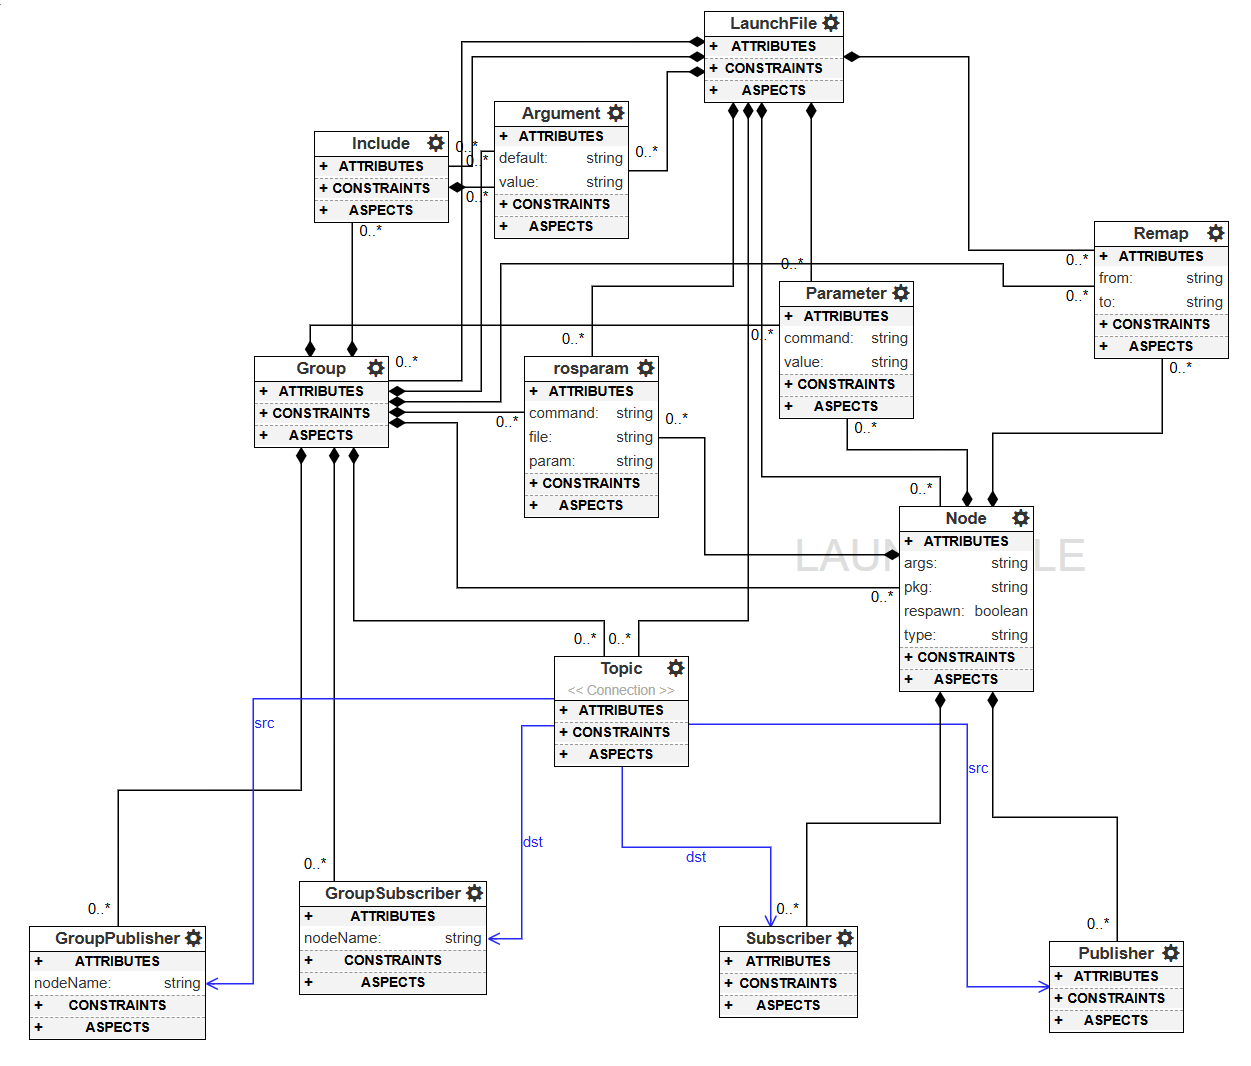 LaunchFile
+ ATTRIBUTES
+ CONSTRAINTS
+ ASPECTS
Argument
+ ATTRIBUTES
default: string
value: string
+ CONSTRAINTS
+ ASPECTS
0..*
Include
+ ATTRIBUTES
+ CONSTRAINTS
+ ASPECTS
0..*
0..*
0..*
0..*
Remap
+ ATTRIBUTES
from: string
to: string
+ CONSTRAINTS
+ ASPECTS
0..*
0..*
0..*
0..*
Parameter
+ ATTRIBUTES
command: string
value: string
+ CONSTRAINTS
+ ASPECTS
0..*
0..*
Group
+ ATTRIBUTES
+ CONSTRAINTS
+ ASPECTS
0..*
0..*
rosparam
+ ATTRIBUTES
command: string
file: string
param: string
+ CONSTRAINTS
+ ASPECTS
0..*
0..*
0..*
Node
+ ATTRIBUTES
args: string
pkg: string
respawn: boolean
type: string
+ CONSTRAINTS
+ ASPECTS
0..*
0..*
0..*
Topic
<< Connection >>
+ ATTRIBUTES
+ CONSTRAINTS
+ ASPECTS
src
src
dst
dst
0..*
GroupSubscriber
+ ATTRIBUTES
nodeName: string
+ CONSTRAINTS
+ ASPECTS
0..*
GroupPublisher
+ ATTRIBUTES
nodeName: string
+ CONSTRAINTS
+ ASPECTS
0..*
Subscriber
+ ATTRIBUTES
+ CONSTRAINTS
+ ASPECTS
0..*
Publisher
+ ATTRIBUTES
+ CONSTRAINTS
+ ASPECTS